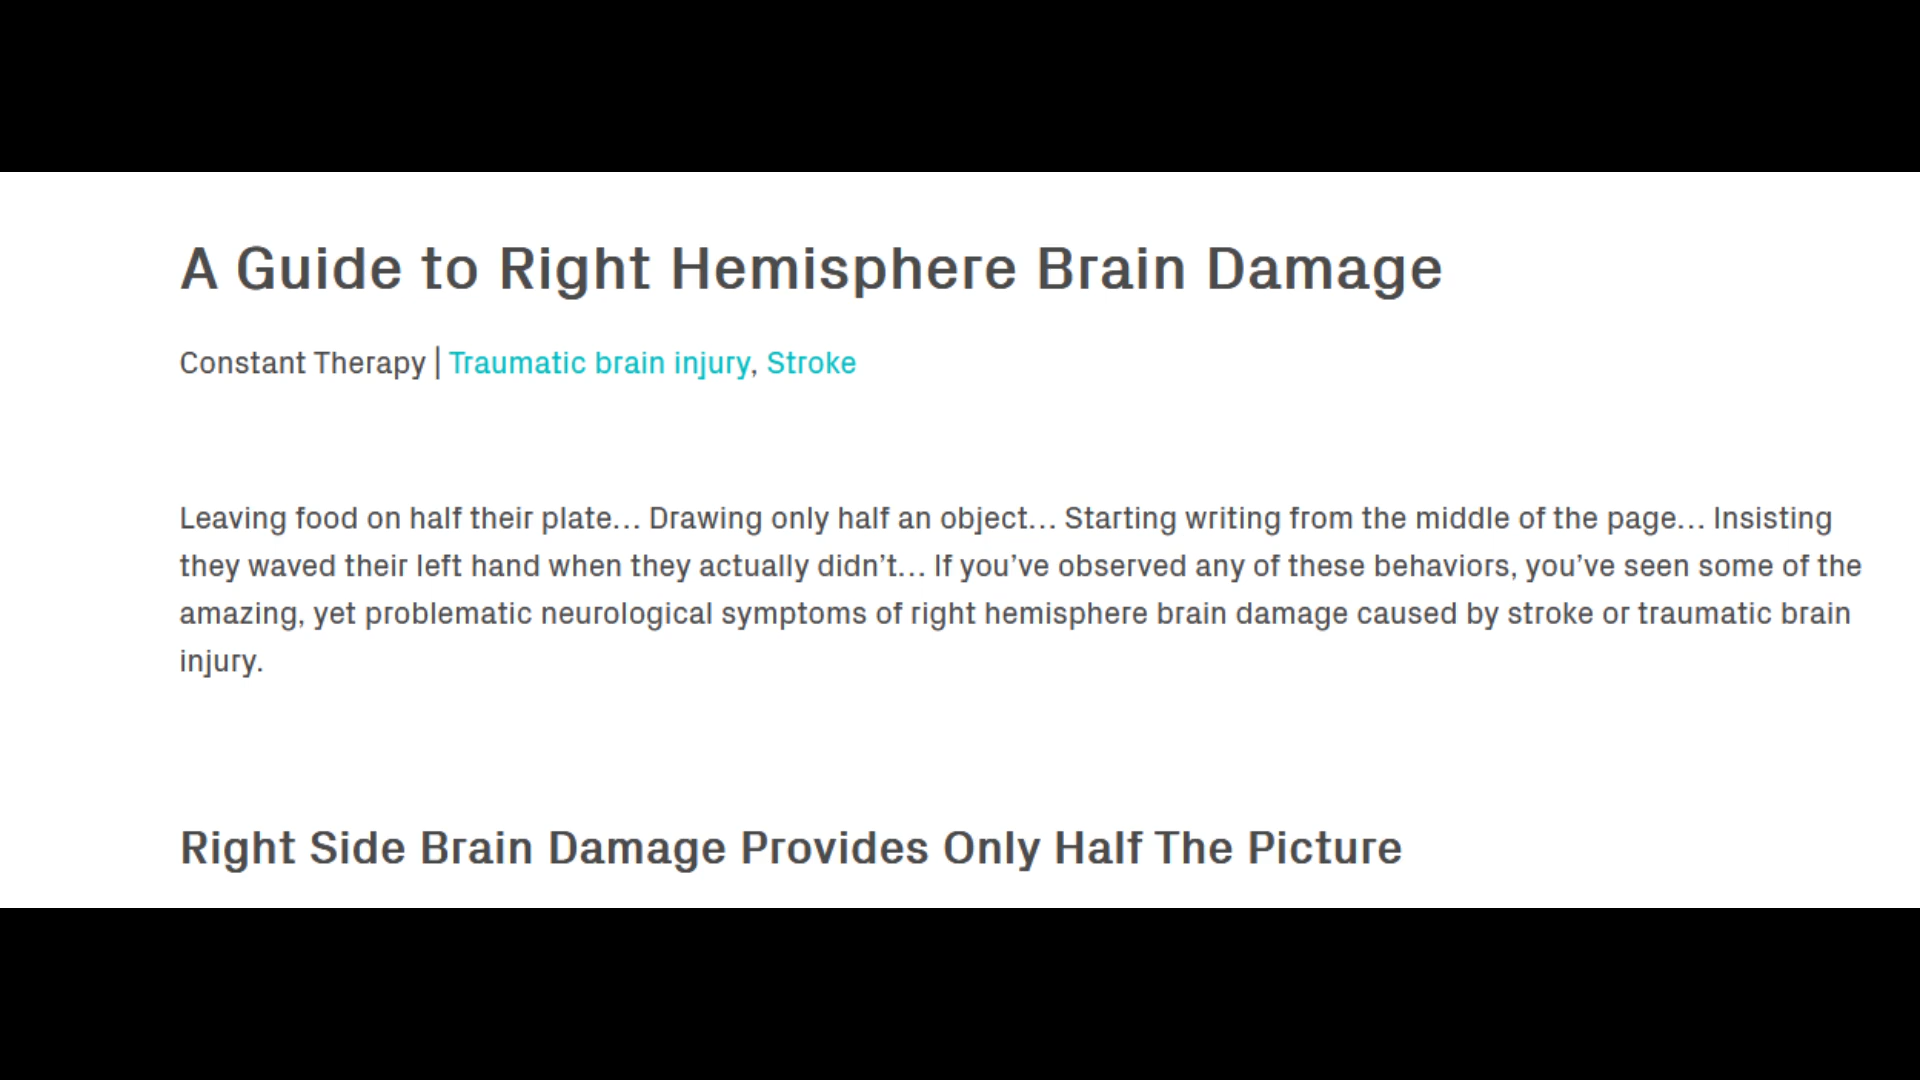 A Guide to Right Hemisphere Brain Damage
Constant Therapy | Traumatic brain injury, Stroke
Leaving food on half their plate… Drawing only half an object… Starting writing from the middle of the page… Insisting
they waved their left hand when they actually didn’t… If you’ve observed any of these behaviors, you’ve seen some of the
amazing, yet problematic neurological symptoms of right hemisphere brain damage caused by stroke or traumatic brain
injury.
Right Side Brain Damage Provides Only Half The Picture